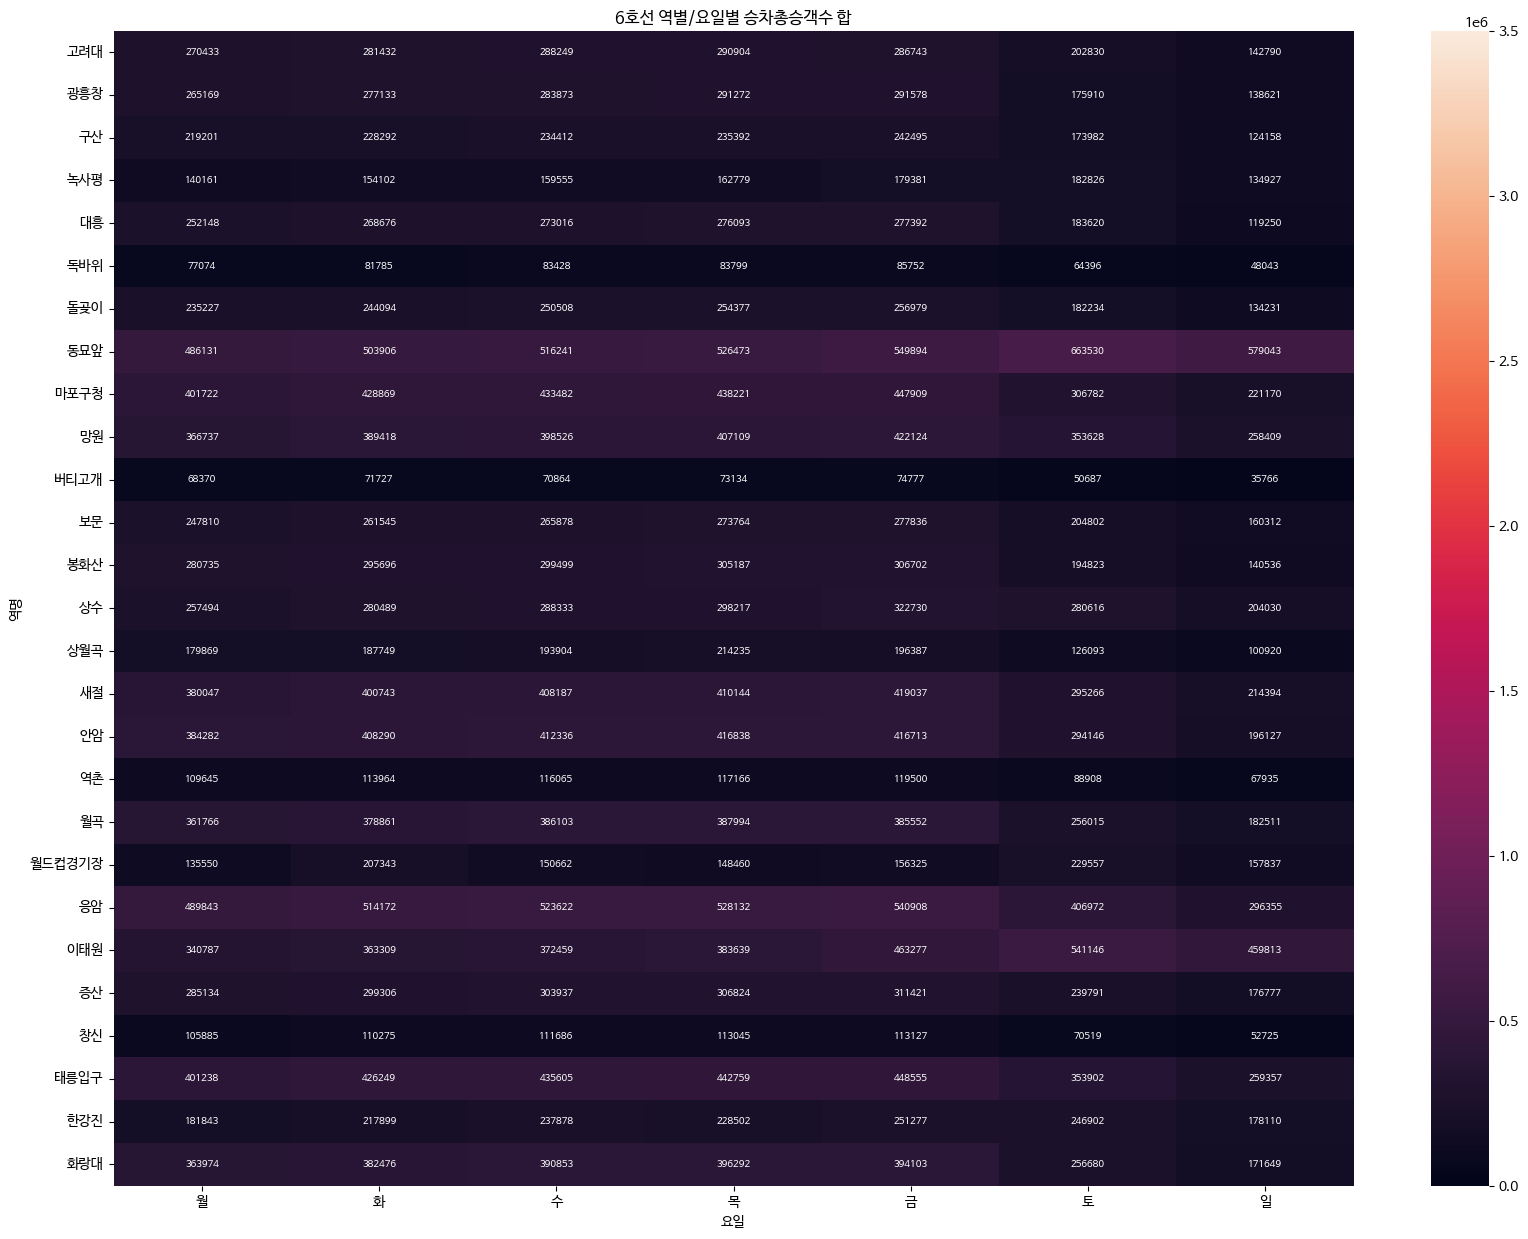 6호선 역별/요일별 승차총승객수 합
1e6
고려대 270433 281432 288249 290904 286743 202830 142790
광흥창 265169 277133 283873 291272 291578 175910 138621
구산 219201 228292 234412 235392 242495 173982 124158
녹사평 140161 154102 159555 162779 179381 182826 134927
대흥 252148 268676 273016 276093 277392 183620 119250
독바위 77074 81785 83428 83799 85752 64396 48043
돌곶이 235227 244094 250508 254377 256979 182234 134231
동묘앞 486131 503906 516241 526473 549894 663530 579043
마포구청 401722 428869 433482 438221 447909 306782 221170
망원 366737 389418 398526 407109 422124 353628 258409
버티고개 68370 71727 70864 73134 74777 50687 35766
보문 247810 261545 265878 273764 277836 204802 160312
봉화산 280735 295696 299499 305187 306702 194823 140536
상수 257494 280489 288333 298217 322730 280616 204030
상월곡 179869 187749 193904 214235 196387 126093 100920
새절 380047 400743 408187 410144 419037 295266 214394
안암 384282 408290 412336 416838 416713 294146 196127
역촌 109645 113964 116065 117166 119500 88908 67935
월곡 361766 378861 386103 387994 385552 256015 182511
월드컵경기장 135550 207343 150662 148460 156325 229557 157837
응암 489843 514172 523622 528132 540908 406972 296355
이태원 340787 363309 372459 383639 463277 541146 459813
증산 285134 299306 303937 306824 311421 239791 176777
창신 105885 110275 111686 113045 113127 70519 52725
태릉입구 401238 426249 435605 442759 448555 353902 259357
한강진 181843 217899 237878 228502 251277 246902 178110
화랑대 363974 382476 390853 396292 394103 256680 171649
월 화 수 목 금 토 일
요일
역명
3.5
3.0
2.5
2.0
1.5
1.0
0.5
0.0